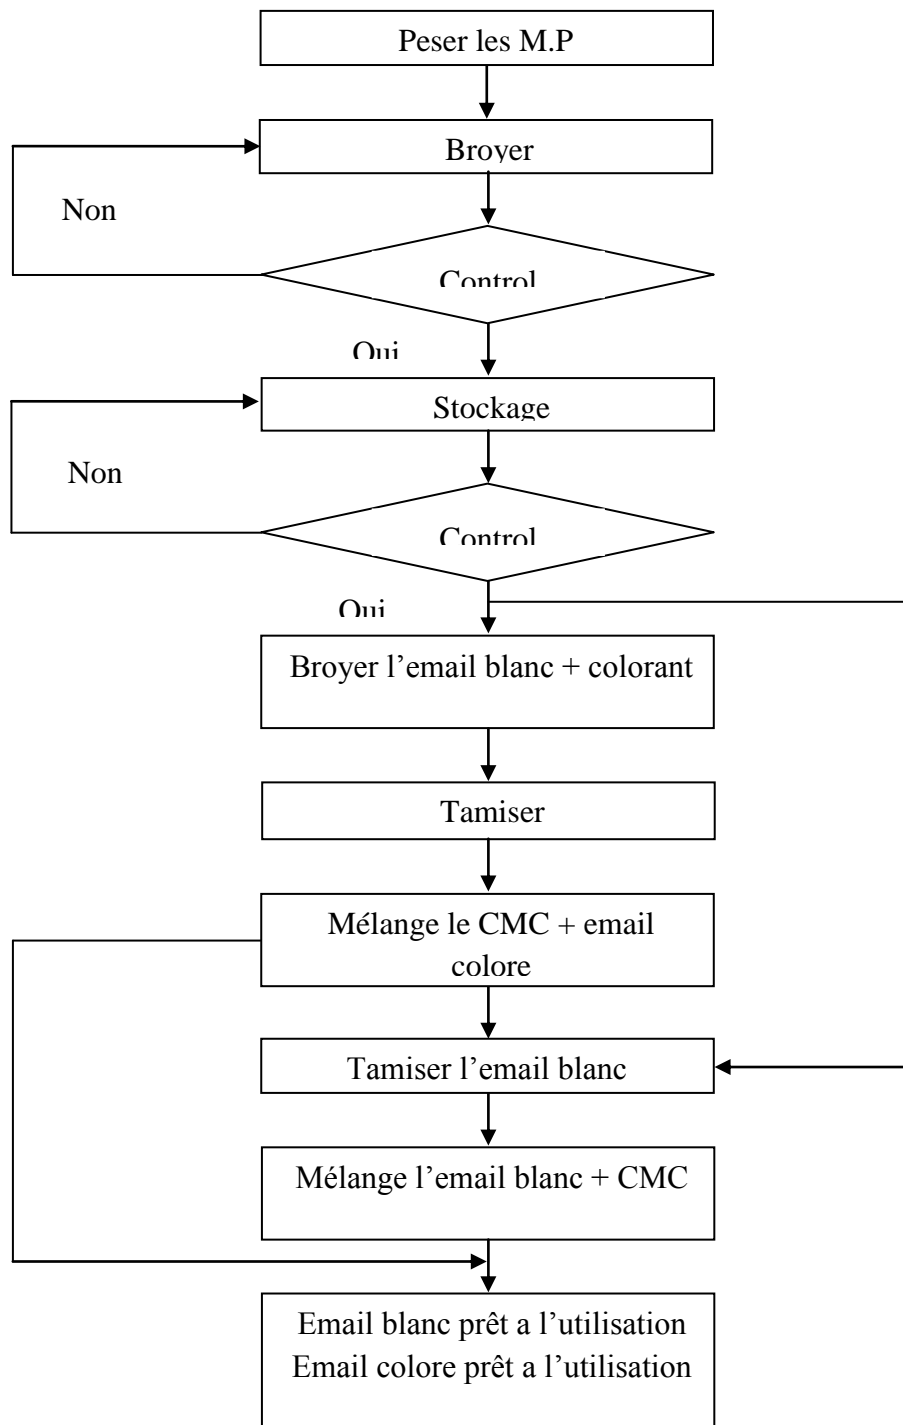 Peser les M.P
Broyer
Non
Control
Oui
Stockage
Non
Control
Oui
Broyer l’email blanc + colorant
Tamiser
Mélange le CMC + email
colore
Tamiser l’email blanc
Mélange l’email blanc + CMC
Email blanc prêt a l’utilisation
Email colore prêt a l’utilisation